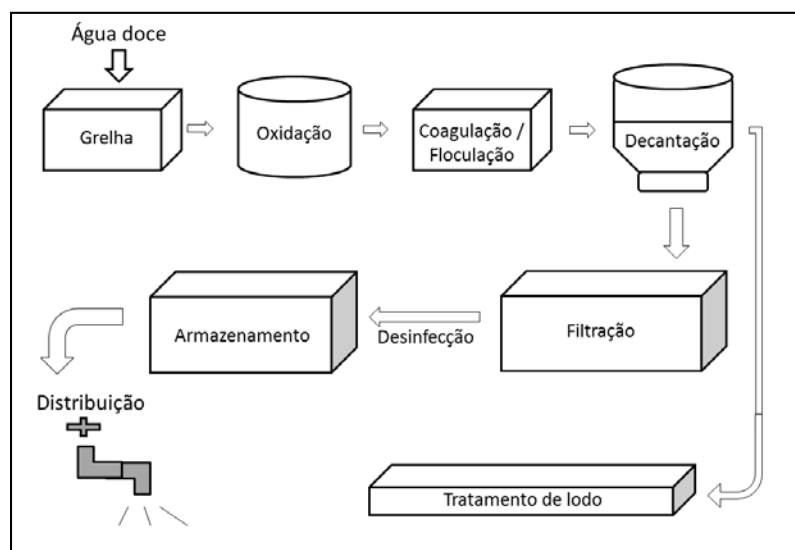 Água doce
Grelha
Oxidação
Coagulação /
Floculação
Decantação
Armazenamento
Desinfecção
Filtração
Distribuição
Tratamento de lodo